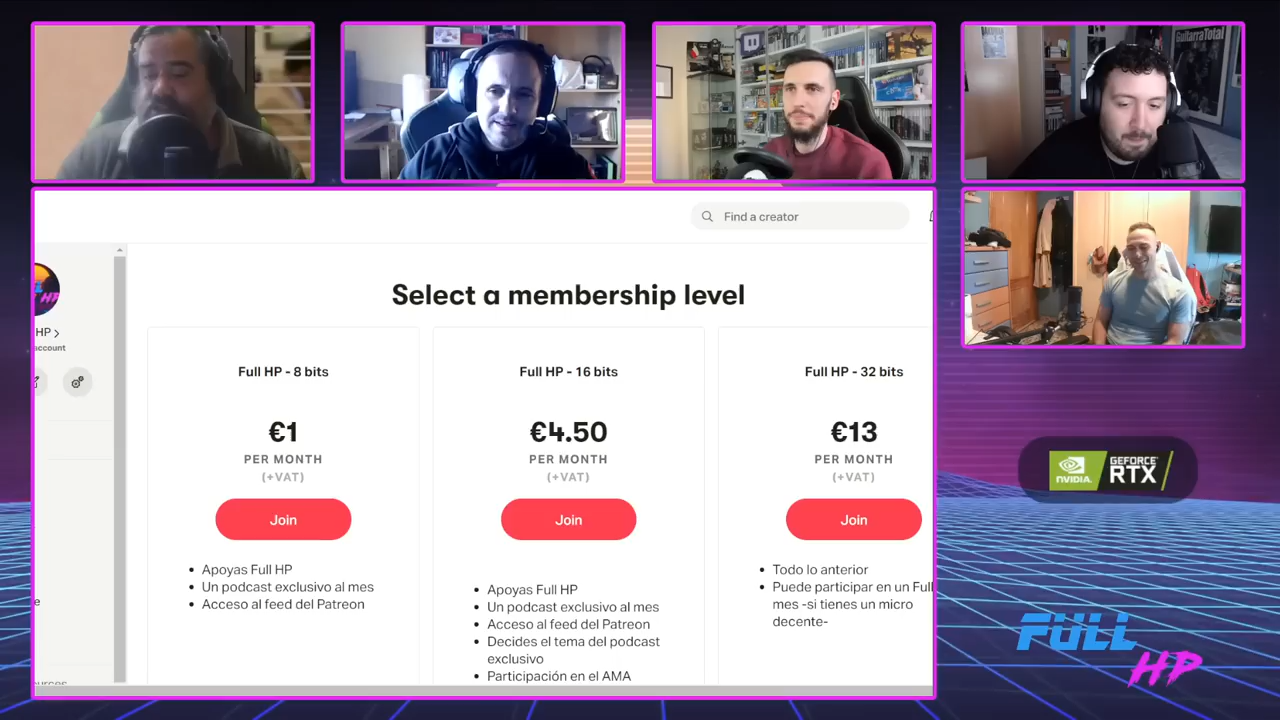 GuitarraTotal
Find a creator
Select a membership level
HP >
account
Full HP - 8 bits
€1
PER MONTH
(+VAT)
Join
Apoyas Full HP
Un podcast exclusivo al mes
Acceso al feed del Patreon
Full HP - 16 bits
€4.50
PER MONTH
(+VAT)
Join
Apoyas Full HP
Un podcast exclusivo al mes
Acceso al feed del Patreon
Decides el tema del podcast
exclusivo
Participación en el AMA
Full HP - 32 bits
€13
PER MONTH
(+VAT)
Join
Todo lo anterior
Puede participar en un Full
mes -si tienes un micro
decente-
NVIDIA.
GEFORCE
RTX
FULL
HP